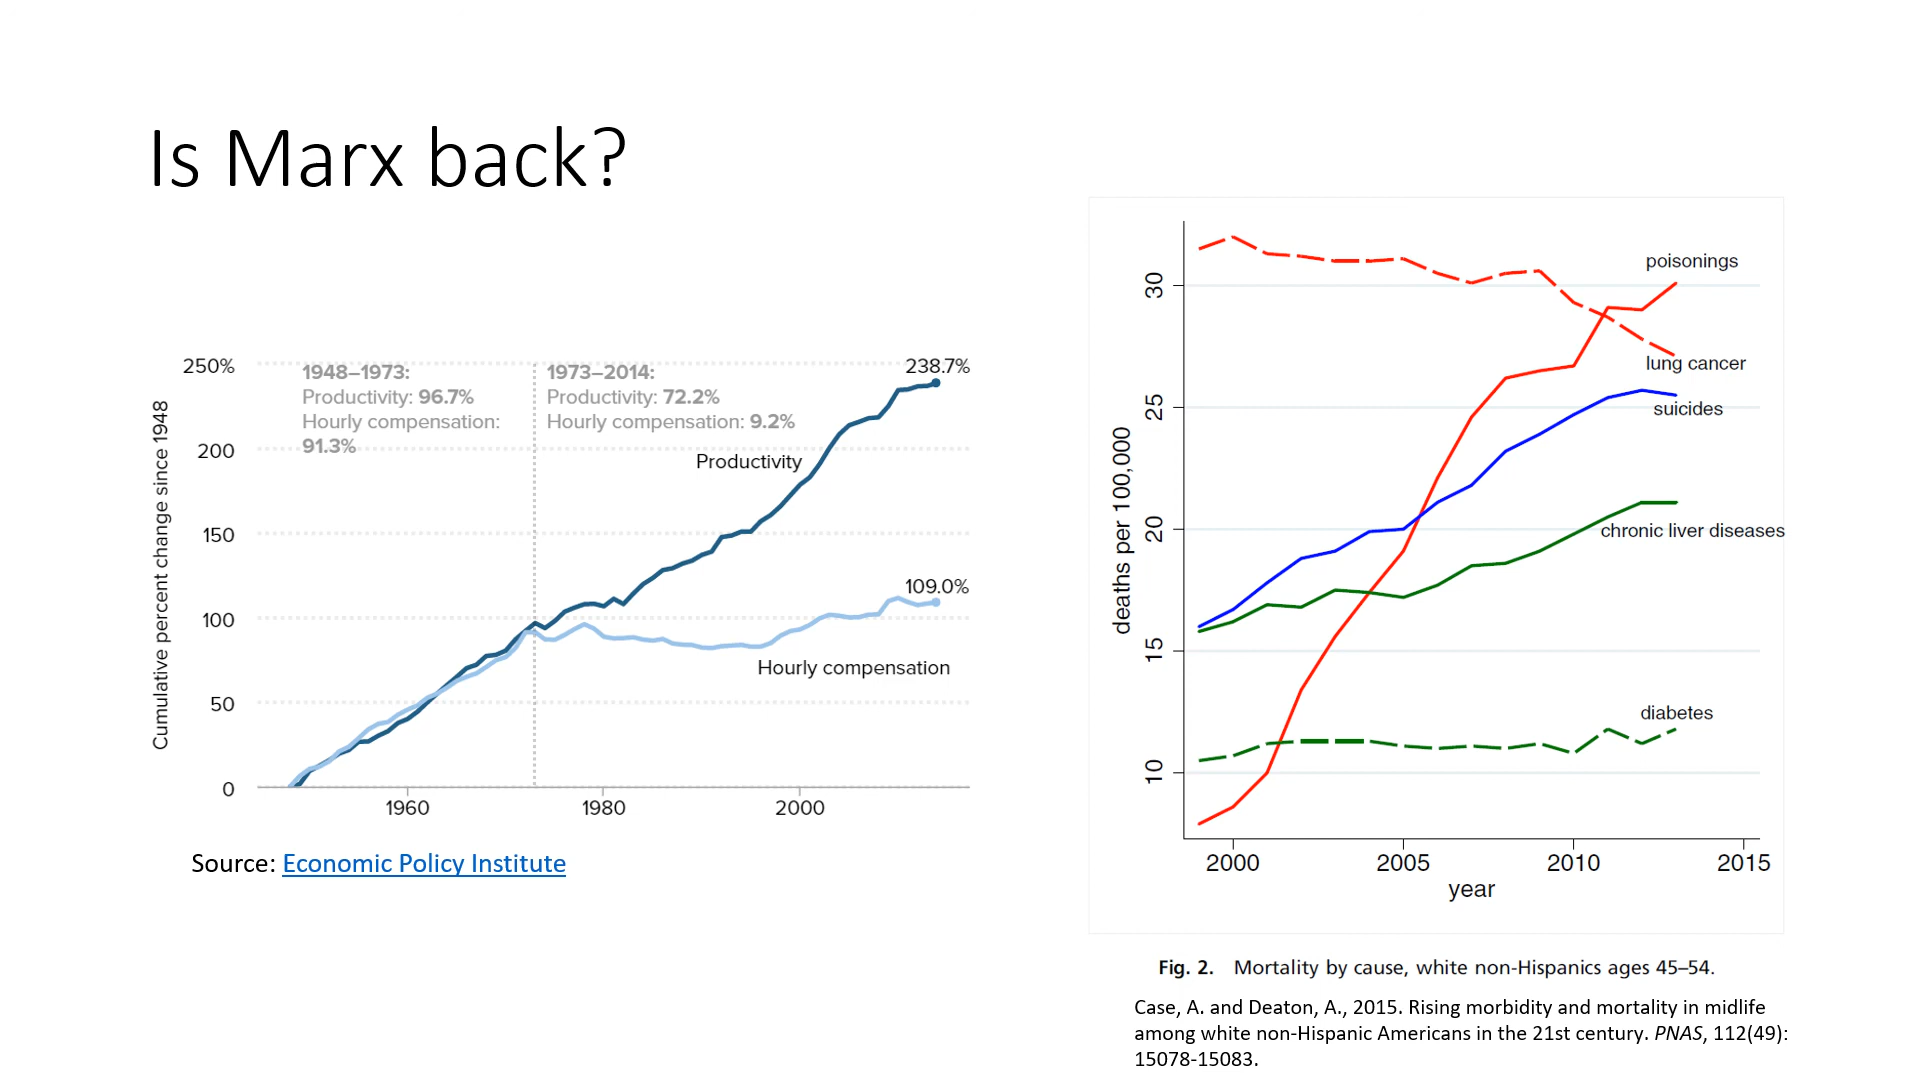 Is Marx back?
250%
200
150
100
50
0
Cumulative percent change since 1948
1948–1973:
Productivity: 96.7%
Hourly compensation:
91.3%
1973–2014:
Productivity: 72.2%
Hourly compensation: 9.2%
238.7%
Productivity
109.0%
Hourly compensation
1960
1980
2000
Source: Economic Policy Institute
30
25
20
15
10
deaths per 100,000
poisonings
lung cancer
suicides
chronic liver diseases
diabetes
2000
2005
2010
2015
year
Fig. 2. Mortality by cause, white non-Hispanics ages 45–54.
Case, A. and Deaton, A., 2015. Rising morbidity and mortality in midlife
among white non-Hispanic Americans in the 21st century. PNAS, 112(49):
15078-15083.